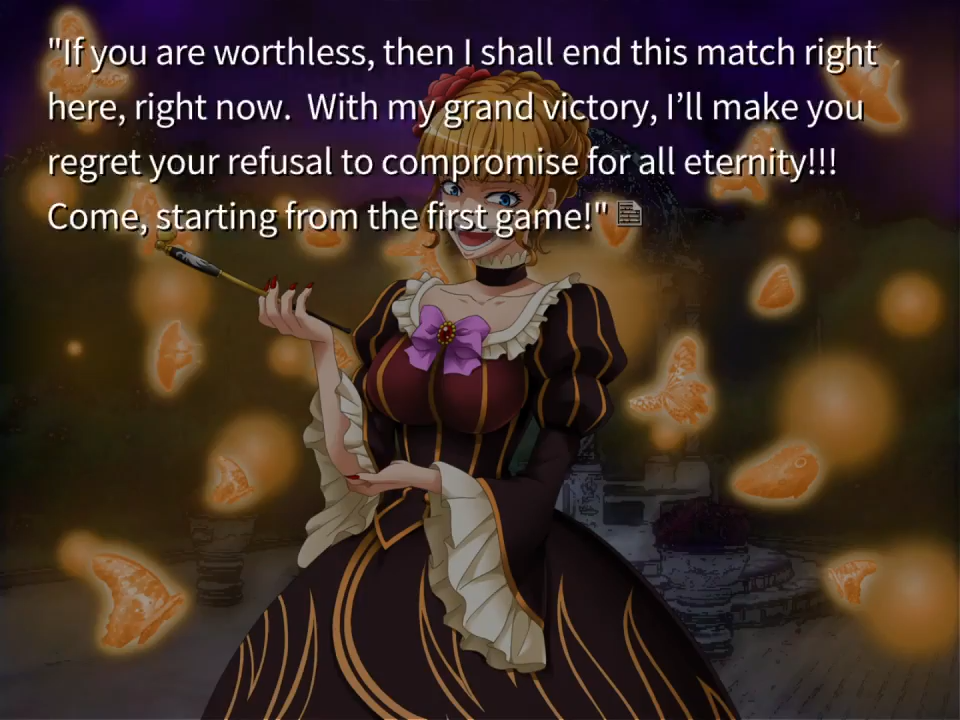 "If you are worthless, then I shall end this match right
here, right now.  With my grand victory, I’ll make you
regret your refusal to compromise for all eternity!!!
Come, starting from the first game!"